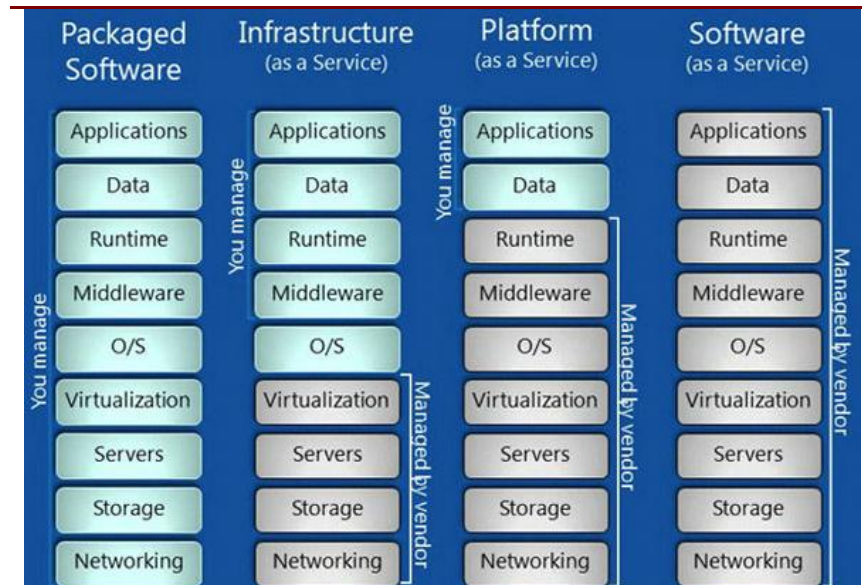 Packaged
Software
You manage
Applications
Data
Runtime
Middleware
O/S
Virtualization
Servers
Storage
Networking
Infrastructure
(as a Service)
You manage
Applications
Data
Runtime
Middleware
O/S
Virtualization
Servers
Storage
Networking
Managed by vendor
Platform
(as a Service)
You manage
Applications
Data
Runtime
Middleware
O/S
Virtualization
Servers
Storage
Networking
Managed by vendor
Software
(as a Service)
Applications
Data
Runtime
Middleware
O/S
Virtualization
Servers
Storage
Networking
Managed by vendor